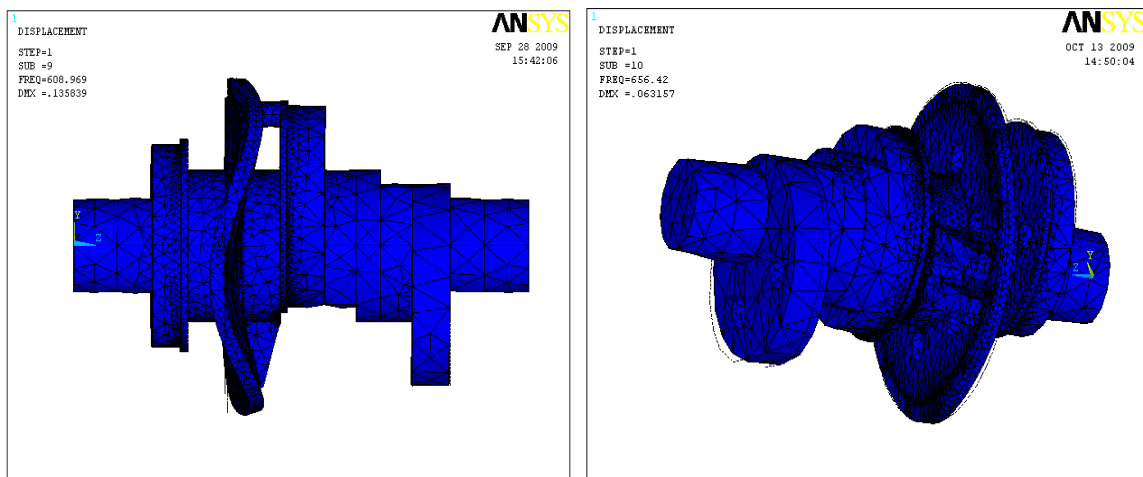 1
DISPLACEMENT
STEP=1
SUB =9
FREQ=608.969
DMX =.135839
ANSYS
SEP 28 2009
15:42:06
Y
Z
1
DISPLACEMENT
STEP=1
SUB =10
FREQ=656.42
DMX =.063157
ANSYS
OCT 13 2009
14:50:04
Y
Z